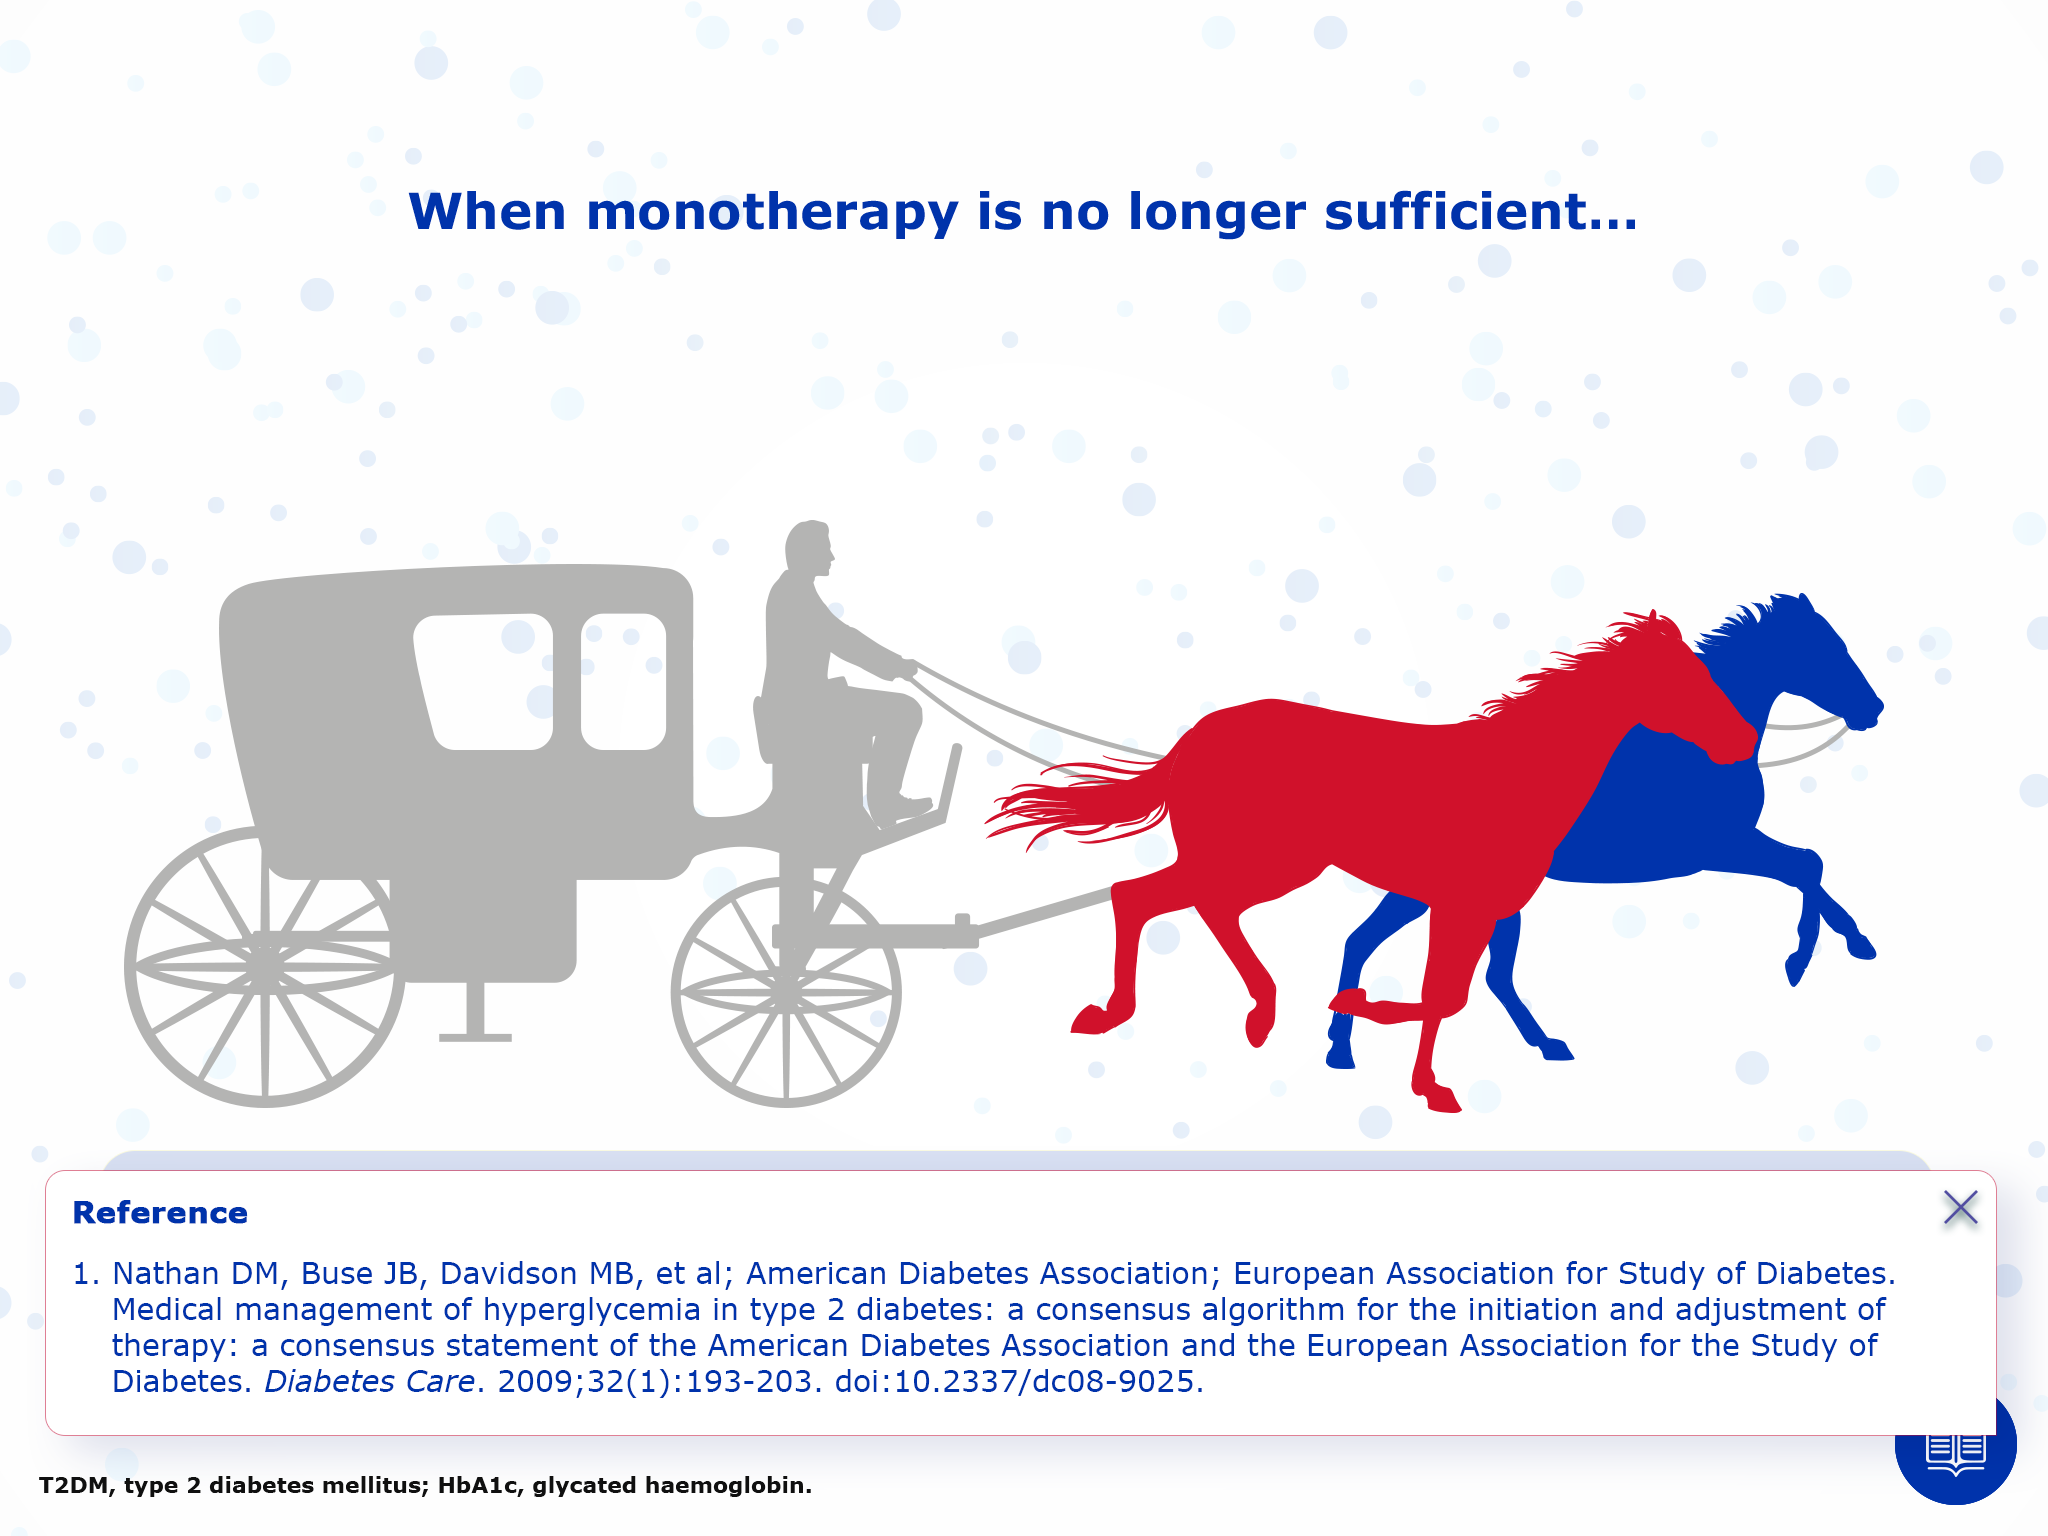 When monotherapy is no longer sufficient...
Reference
1. Nathan DM, Buse JB, Davidson MB, et al; American Diabetes Association; European Association for Study of Diabetes.
Medical management of hyperglycemia in type 2 diabetes: a consensus algorithm for the initiation and adjustment of
therapy: a consensus statement of the American Diabetes Association and the European Association for the Study of
Diabetes. Diabetes Care. 2009;32(1):193-203. doi:10.2337/dc08-9025.
T2DM, type 2 diabetes mellitus; HbA1c, glycated haemoglobin.